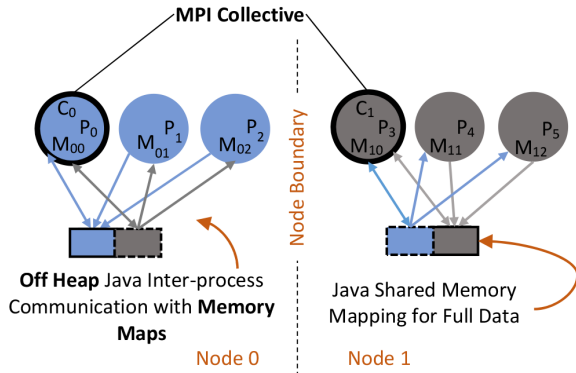 MPI Collective
C0
P0
M00
P1
M01
P2
M02
Node Boundary
C1
P3
M10
P4
M11
P5
M12
Off Heap Java Inter-process
Communication with Memory
Maps
Java Shared Memory
Mapping for Full Data
Node 0
Node 1